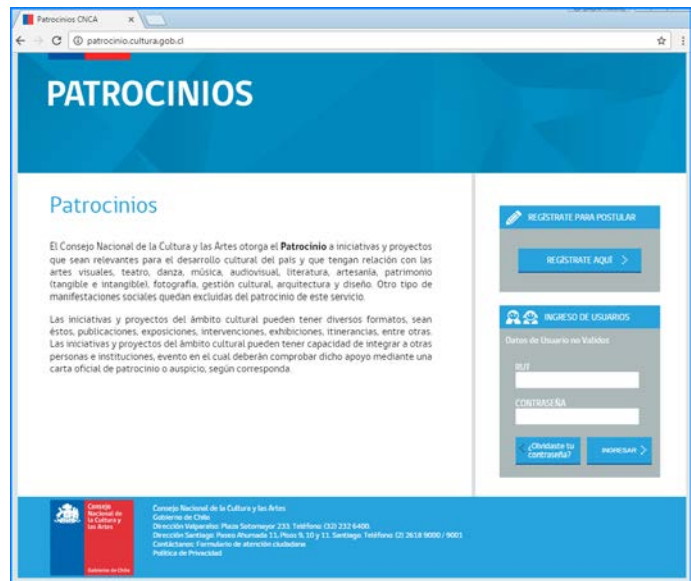 Patrocinios CNCA
patrocinio.cultura.gob.cl
PATROCINIOS
Patrocinios
El Consejo Nacional de la Cultura y las Artes otorga el Patrocinio a iniciativas y proyectos
que sean relevantes para el desarrollo cultural del país y que tengan relación con las
artes visuales, teatro, danza, música, audiovisual, literatura, artesanía, patrimonio
(tangible e intangible), fotografía, gestión cultural, arquitectura y diseño. Otro tipo de
manifestaciones sociales quedan excluidas del patrocinio de este servicio.
Las iniciativas y proyectos del ámbito cultural pueden tener diversos formatos, sean
éstos, publicaciones, exposiciones, intervenciones, exhibiciones, itinerancias, entre otras.
Las iniciativas y proyectos del ámbito cultural pueden tener capacidad de integrar a otras
personas e instituciones, evento en el cual deberán comprobar dicho apoyo mediante una
carta oficial de patrocinio o auspicio, según corresponda.
REGÍSTRATE PARA POSTULAR
REGÍSTRATE AQUÍ
INGRESO DE USUARIOS
Datos de Usuario no Validos
RUT
CONTRASEÑA
¿Olvidaste tu
contraseña?
INGRESAR
Consejo
Nacional de
la Cultura y
las Artes
Gobierno de Chile
Consejo Nacional de la Cultura y las Artes
Gobierno de Chile
Dirección Valparaíso: Plaza Sotomayor 233. Teléfono: (32) 232 6400.
Dirección Santiago: Paseo Ahumada 11, Pisos 9, 10 y 11. Santiago. Teléfono: (2) 2618 9000 / 9001
Contáctanos: Formulario de atención ciudadana
Política de Privacidad